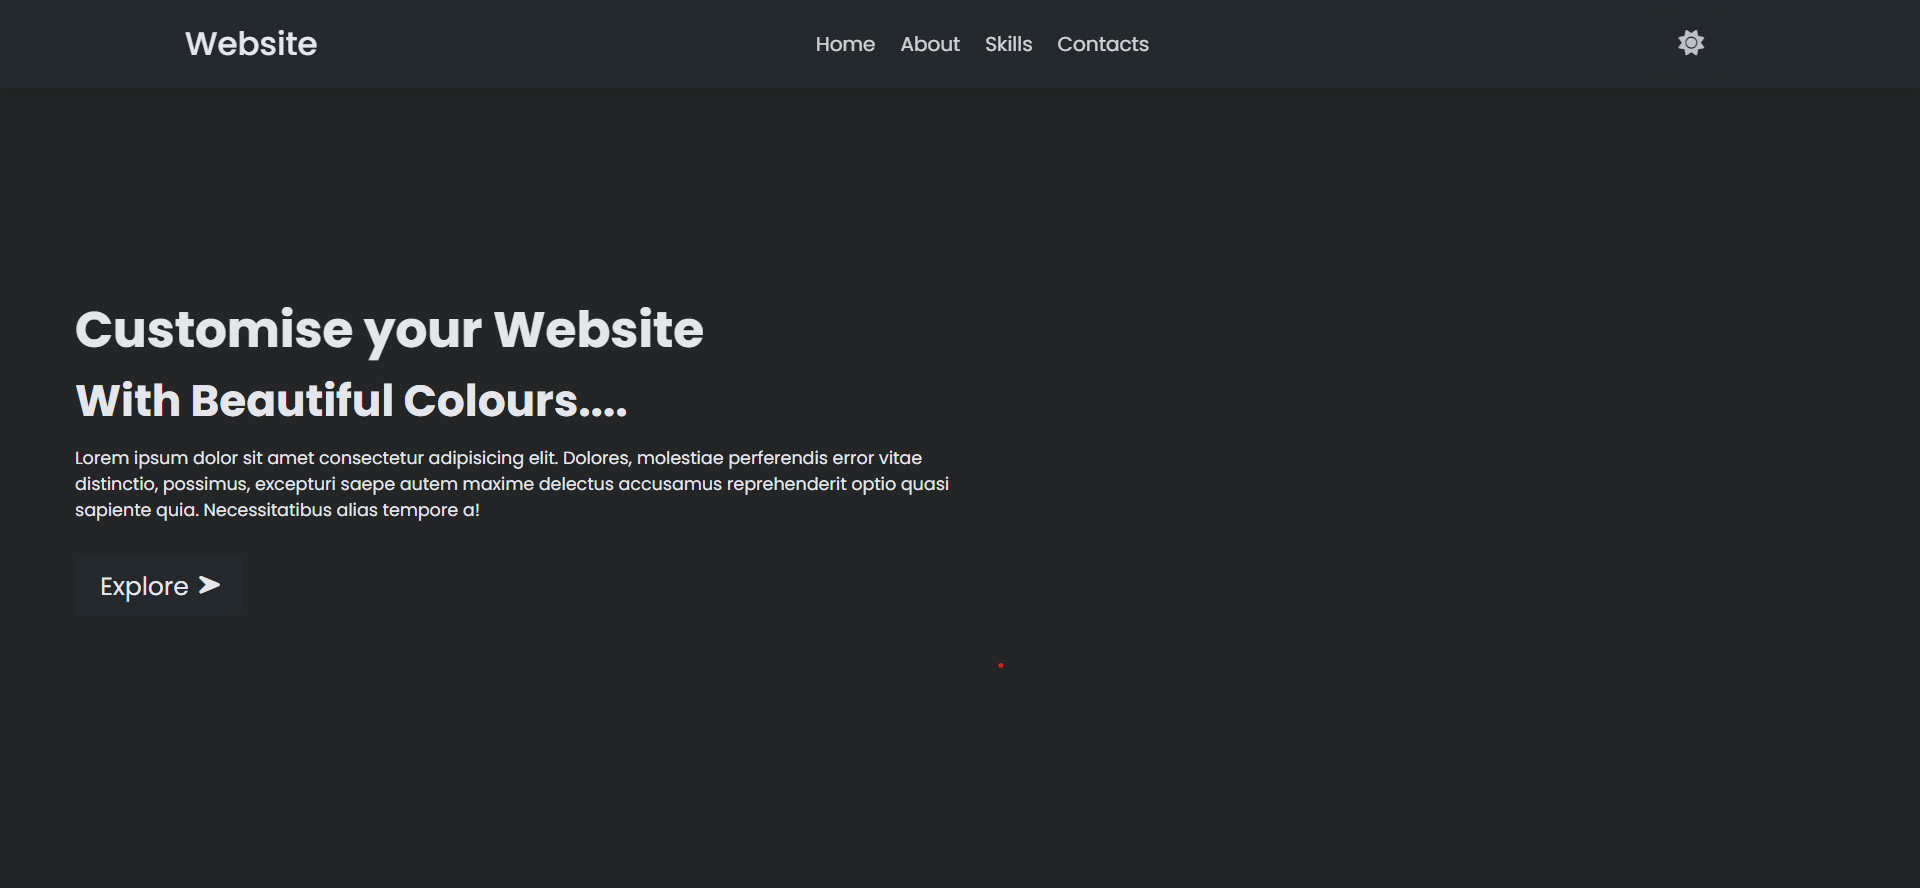 Website
Home About Skills Contacts
Customise your Website
With Beautiful Colours....
Lorem ipsum dolor sit amet consectetur adipisicing elit. Dolores, molestiae perferendis error vitae
distinctio, possimus, excepturi saepe autem maxime delectus accusamus reprehenderit optio quasi
sapiente quia. Necessitatibus alias tempore a!
Explore